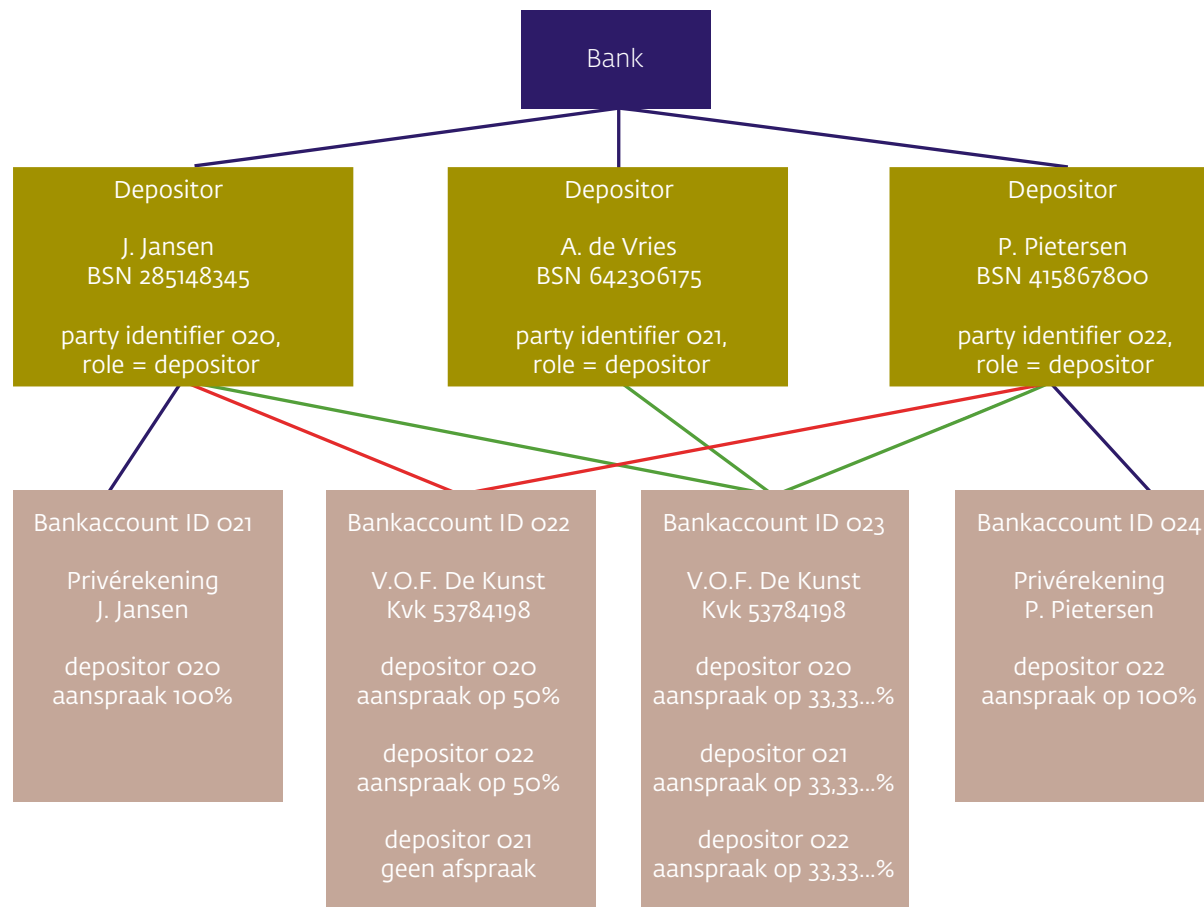 Bank
Depositor
J. Jansen
BSN 285148345
party identifier 020,
role = depositor
Depositor
A. de Vries
BSN 642306175
party identifier 021,
role = depositor
Depositor
P. Pietersen
BSN 415867800
party identifier 022,
role = depositor
Bankaccount ID 021
Privérekening
J. Jansen
depositor 020
aanspraak 100%
Bankaccount ID 022
V.O.F. De Kunst
Kvk 53784198
depositor 020
aanspraak op 50%
depositor 022
aanspraak op 50%
depositor 021
geen afspraak
Bankaccount ID 023
V.O.F. De Kunst
Kvk 53784198
depositor 020
aanspraak op 33,33...%
depositor 021
aanspraak op 33,33...%
depositor 022
aanspraak op 33,33...%
Bankaccount ID 024
Privérekening
P. Pietersen
depositor 022
aanspraak op 100%